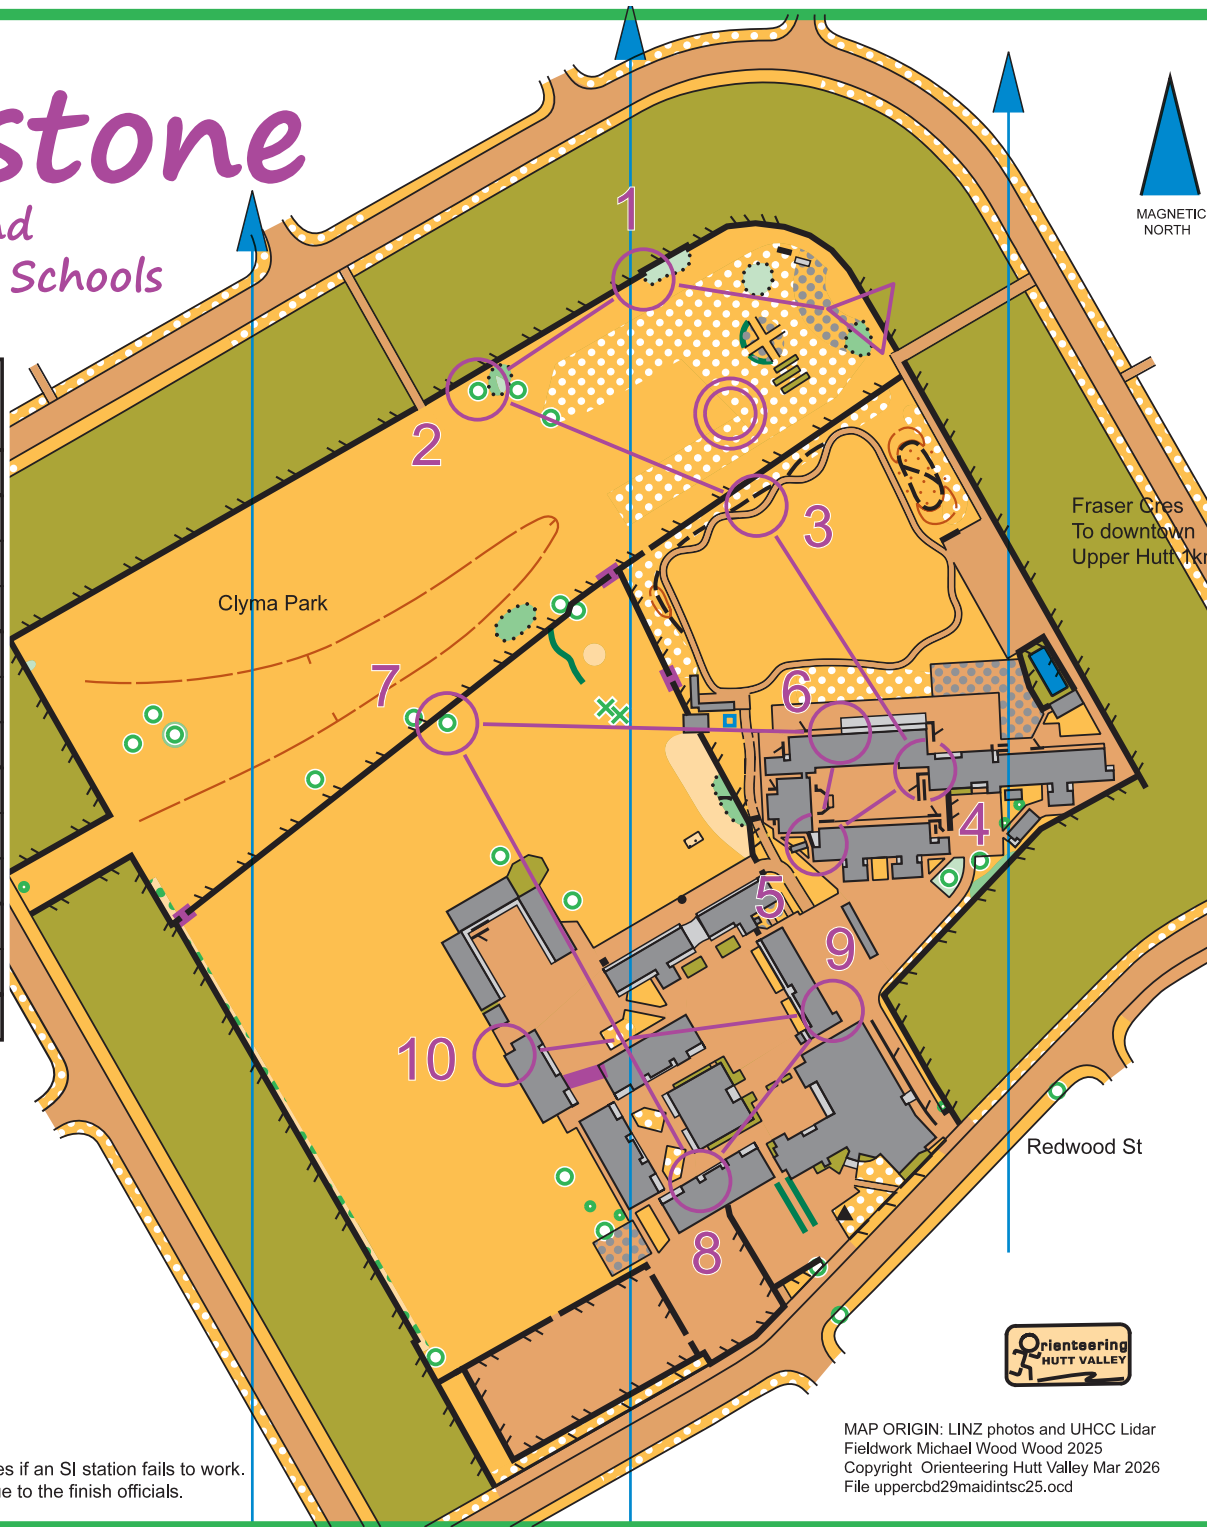 stone
Schools
MAGNETIC
NORTH
1
2
3
Fraser Cres
To downtown
Upper Hutt 1k
Clyma Park
7
6
4
5
9
10
8
Redwood St
Orienteering
HUTT VALLEY
MAP ORIGIN: LINZ photos and UHCC Lidar
Fieldwork Michael Wood Wood 2025
Copyright Orienteering Hutt Valley Mar 2026
File uppercbd29maidintsc25.ocd
es if an SI station fails to work.
ue to the finish officials.